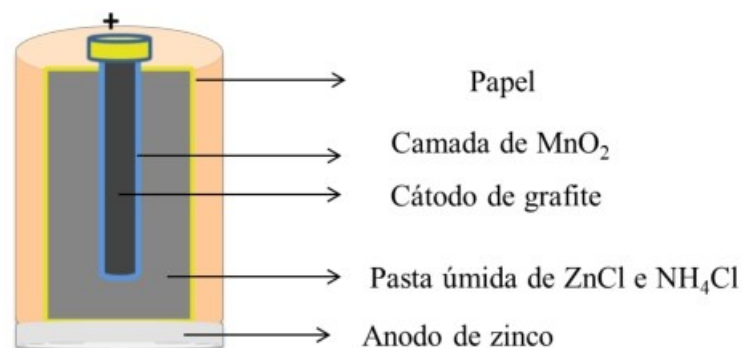 +
Papel
Camada de MnO₂
Cátodo de grafite
Pasta úmida de ZnCl e NH₄Cl
Anodo de zinco